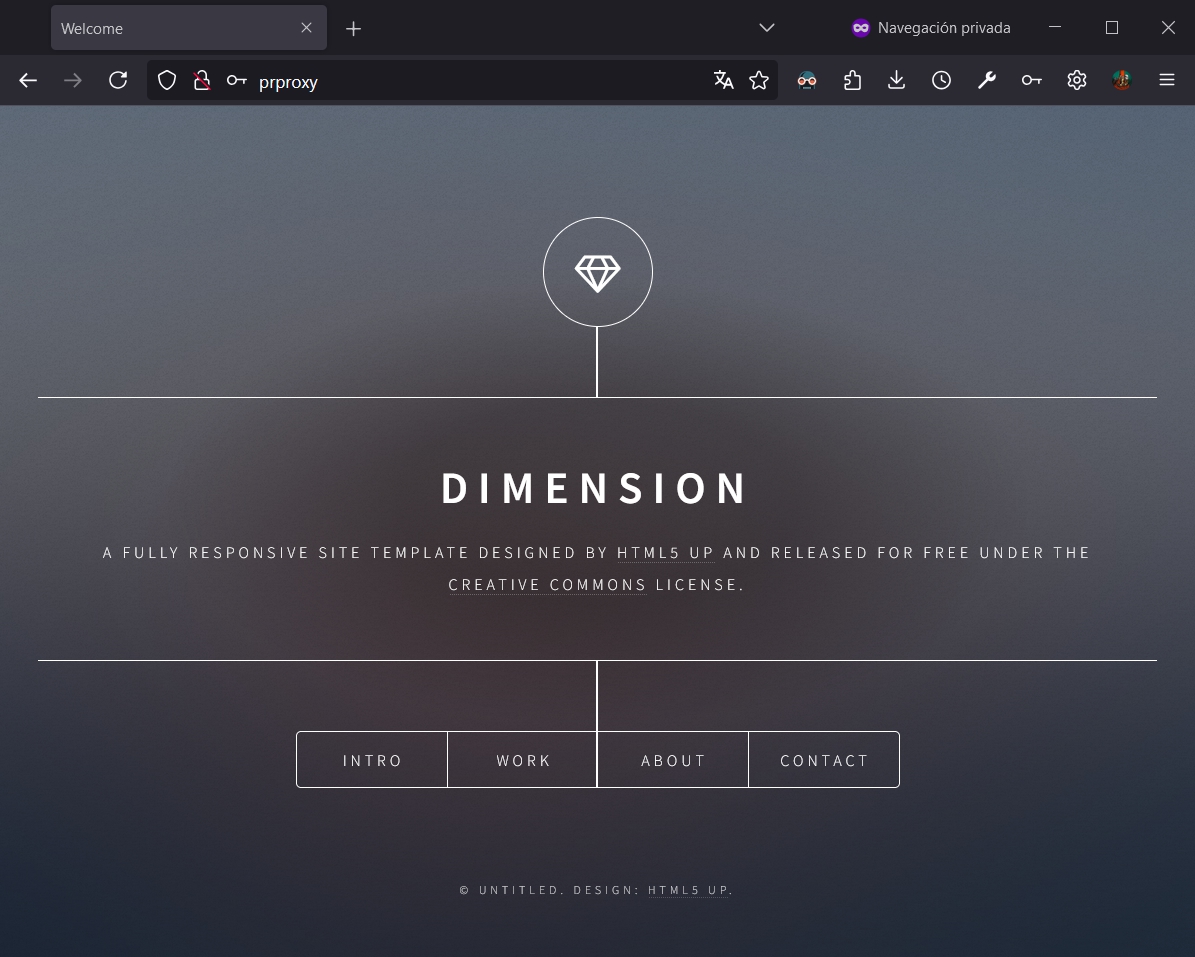 Welcome
Navegación privada
prproxy
DIMENSION
A FULLY RESPONSIVE SITE TEMPLATE DESIGNED BY HTML5 UP AND RELEASED FOR FREE UNDER THE
CREATIVE COMMONS LICENSE.
INTRO WORK ABOUT CONTACT
© UNTITLED. DESIGN: HTML5 UP.